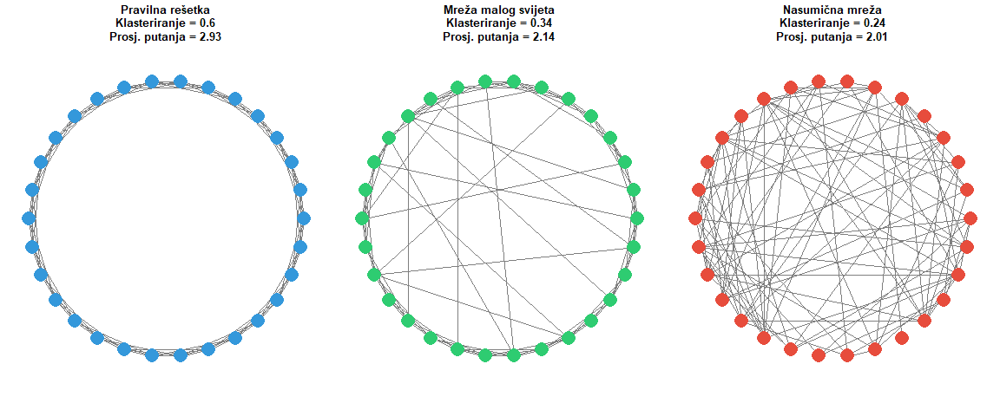 Pravilna rešetka
Klasteriranje = 0.6
Prosj. putanja = 2.93
Mreža malog svijeta
Klasteriranje = 0.34
Prosj. putanja = 2.14
Nasumična mreža
Klasteriranje = 0.24
Prosj. putanja = 2.01